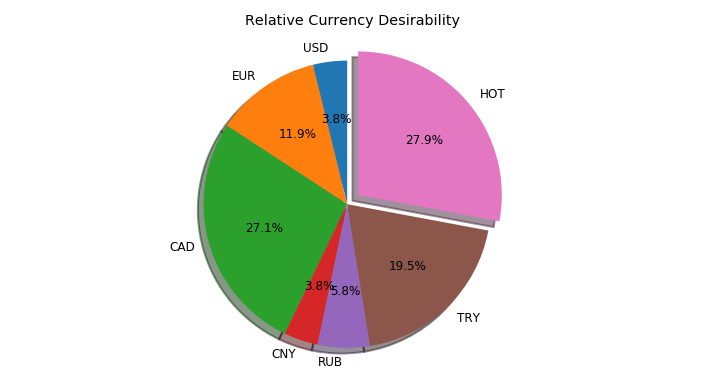 Relative Currency Desirability
USD
3.8%
EUR
11.9%
CAD
27.1%
CNY
3.8%
RUB
5.8%
TRY
19.5%
HOT
27.9%